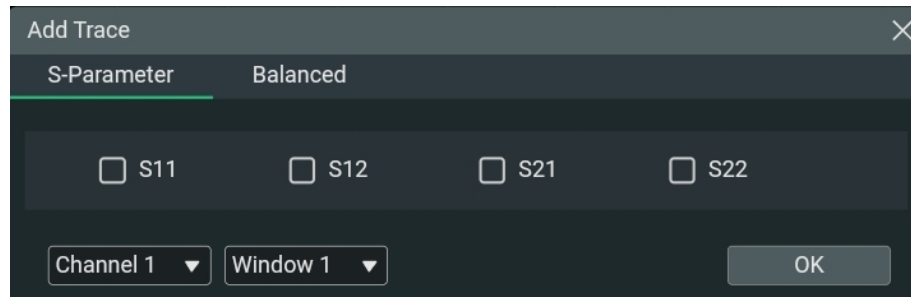 Add Trace
S-Parameter Balanced
S11 S12 S21 S22
Channel 1 Window 1 OK